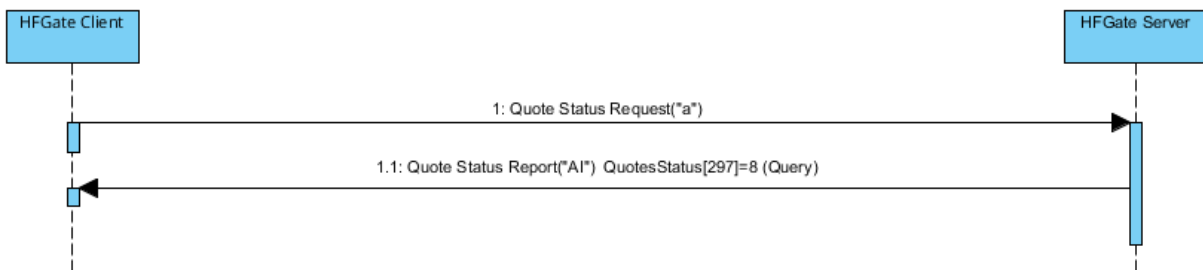 HFGate Client
HFGate Server
1: Quote Status Request("a")
1.1: Quote Status Report("AI")  QuotesStatus[297]=8 (Query)